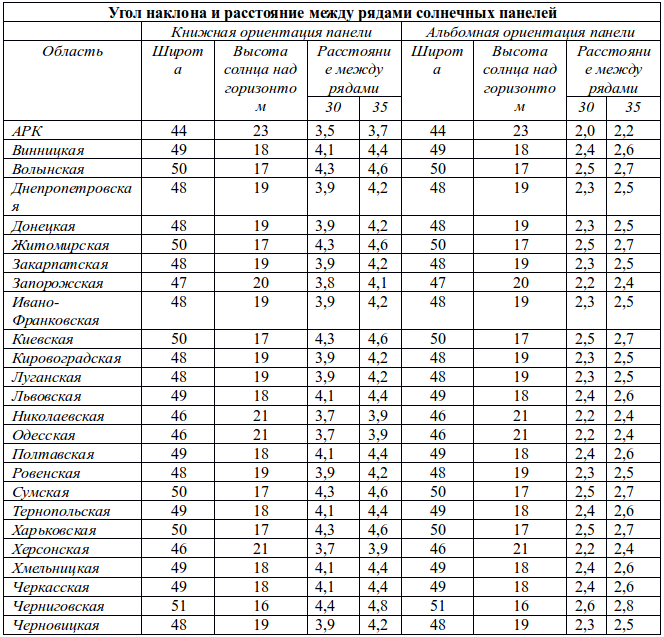 Угол наклона и расстояние между рядами солнечных панелей
Книжная ориентация панели Альбомная ориентация панели
Область Широт Высота Расстояни Широт Высота Расстояни
а солнца над е между а солнца над е между
горизонто рядами горизонто рядами
м 30 35 м 30 35
АРК 44 23 3,5 3,7 44 23 2,0 2,2
Винницкая 49 18 4,1 4,4 49 18 2,4 2,6
Волынская 50 17 4,3 4,6 50 17 2,5 2,7
Днепропетровска 48 19 3,9 4,2 48 19 2,3 2,5
я
Донецкая 48 19 3,9 4,2 48 19 2,3 2,5
Житомирская 50 17 4,3 4,6 50 17 2,5 2,7
Закарпатская 48 19 3,9 4,2 48 19 2,3 2,5
Запорожская 47 20 3,8 4,1 47 20 2,2 2,4
Ивано- 48 19 3,9 4,2 48 19 2,3 2,5
Франковская
Киевская 50 17 4,3 4,6 50 17 2,5 2,7
Кировоградская 48 19 3,9 4,2 48 19 2,3 2,5
Луганская 48 19 3,9 4,2 48 19 2,3 2,5
Львовская 49 18 4,1 4,4 49 18 2,4 2,6
Николаевская 46 21 3,7 3,9 46 21 2,2 2,4
Одесская 46 21 3,7 3,9 46 21 2,2 2,4
Полтавская 49 18 4,1 4,4 49 18 2,4 2,6
Ровенская 48 19 3,9 4,2 48 19 2,3 2,5
Сумская 50 17 4,3 4,6 50 17 2,5 2,7
Тернопольская 49 18 4,1 4,4 49 18 2,4 2,6
Харьковская 50 17 4,3 4,6 50 17 2,5 2,7
Херсонская 46 21 3,7 3,9 46 21 2,2 2,4
Хмельницкая 49 18 4,1 4,4 49 18 2,4 2,6
Черкасская 49 18 4,1 4,4 49 18 2,4 2,6
Черниговская 51 16 4,4 4,8 51 16 2,6 2,8
Черновицкая 48 19 3,9 4,2 48 19 2,3 2,5